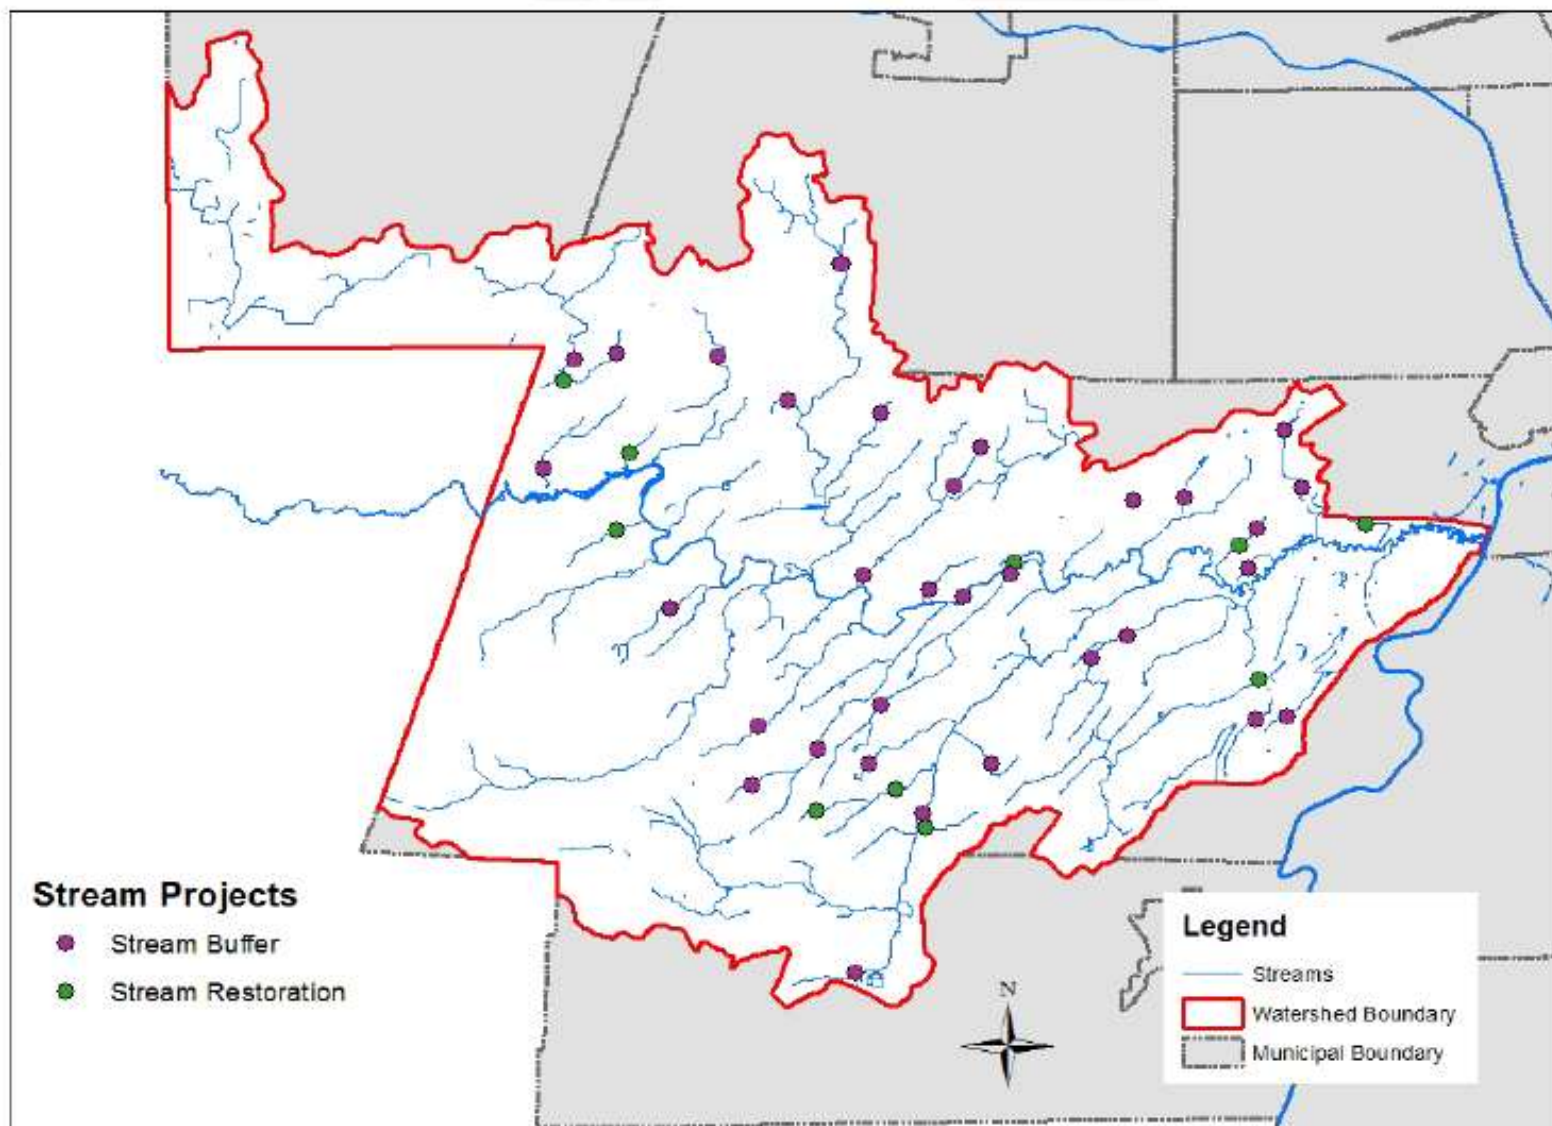 Stream Projects
Stream Buffer
Stream Restoration
N
Legend
Streams
Watershed Boundary
Municipal Boundary